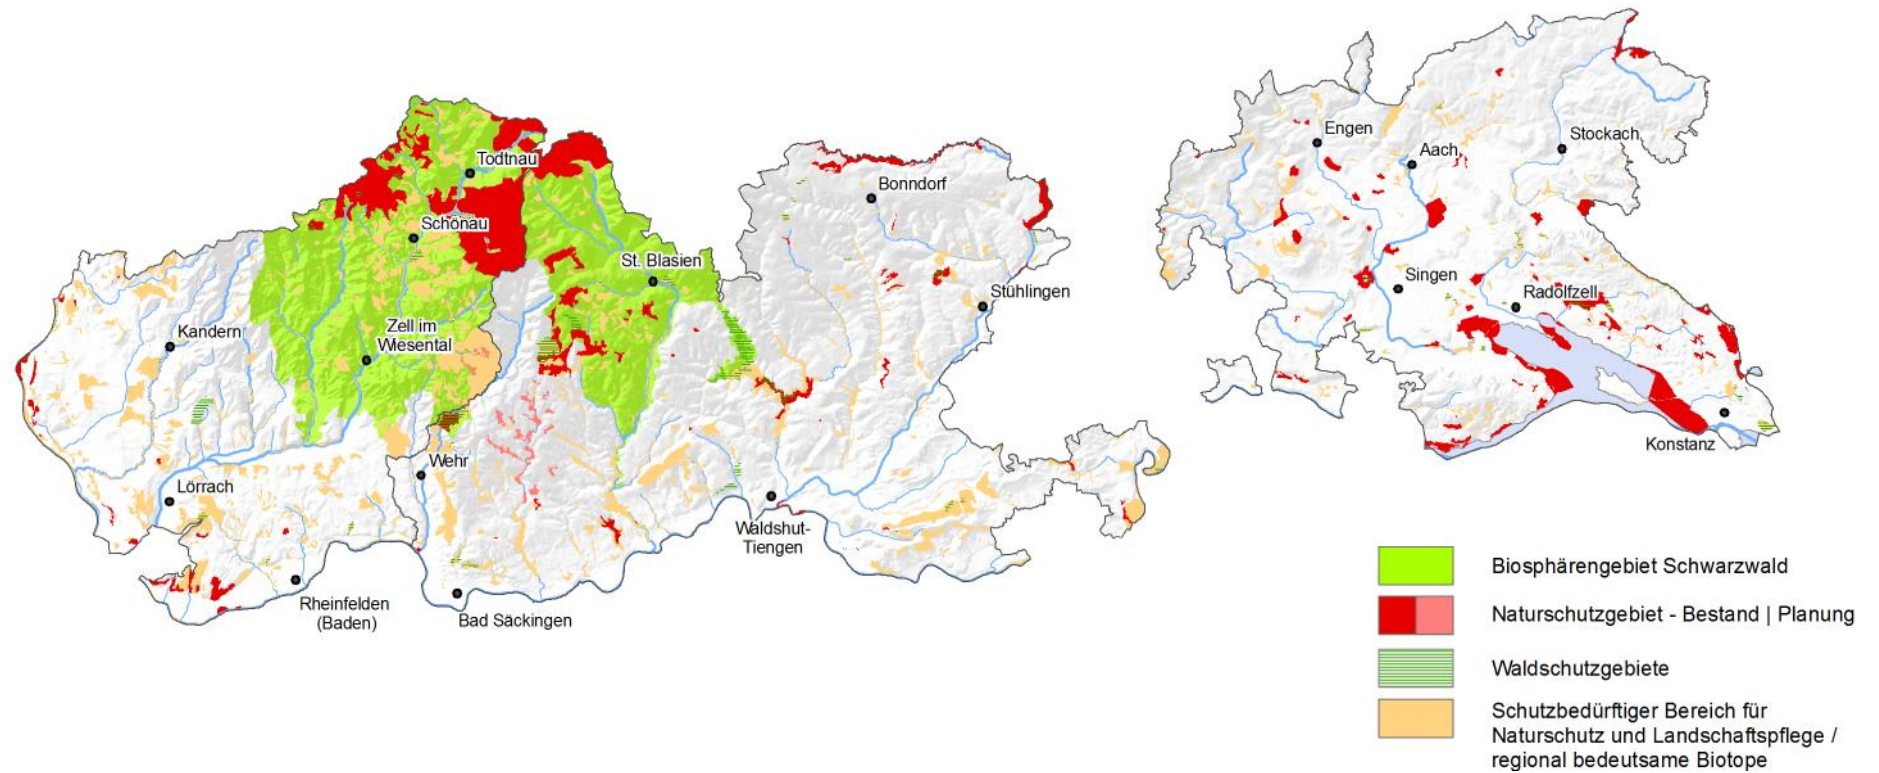 Engen
Aach
Stockach
Todtnau
Bonndorf
Schönau
St. Blasien
Stühlingen
Singen
Radolfzell
Kandern
Zell im
Wiesental
Konstanz
Wehr
Lörrach
Waldshut-
Tiengen
Rheinfelden
(Baden)
Bad Säckingen
Biosphärengebiet Schwarzwald
Naturschutzgebiet - Bestand | Planung
Waldschutzgebiete
Schutzbedürftiger Bereich für
Naturschutz und Landschaftspflege /
regional bedeutsame Biotope